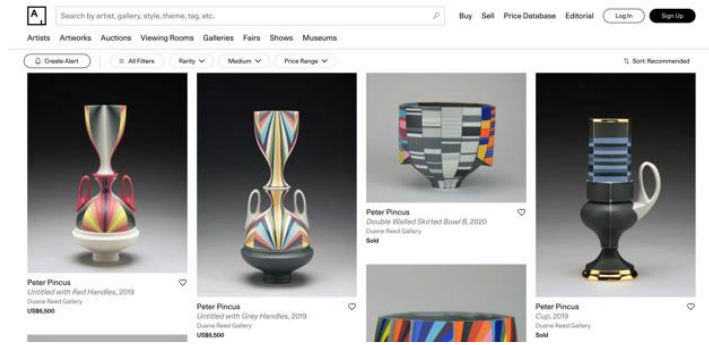 A
Search by artist, gallery, style, theme, tag, etc.
Buy Sell Price Database Editorial Log In Sign Up
Artists Artworks Auctions Viewing Rooms Galleries Fairs Shows Museums
Create Alert All Filters Rarity Medium Price Range Sort: Recommended
Peter Pincus
Untitled with Red Handles, 2019
Duane Reed Gallery
US$6,500
Peter Pincus
Untitled with Grey Handles, 2019
Duane Reed Gallery
US$6,500
Peter Pincus
Double Walled Skirted Bowl B, 2020
Duane Reed Gallery
Sold
Peter Pincus
Cup, 2019
Duane Reed Gallery
Sold